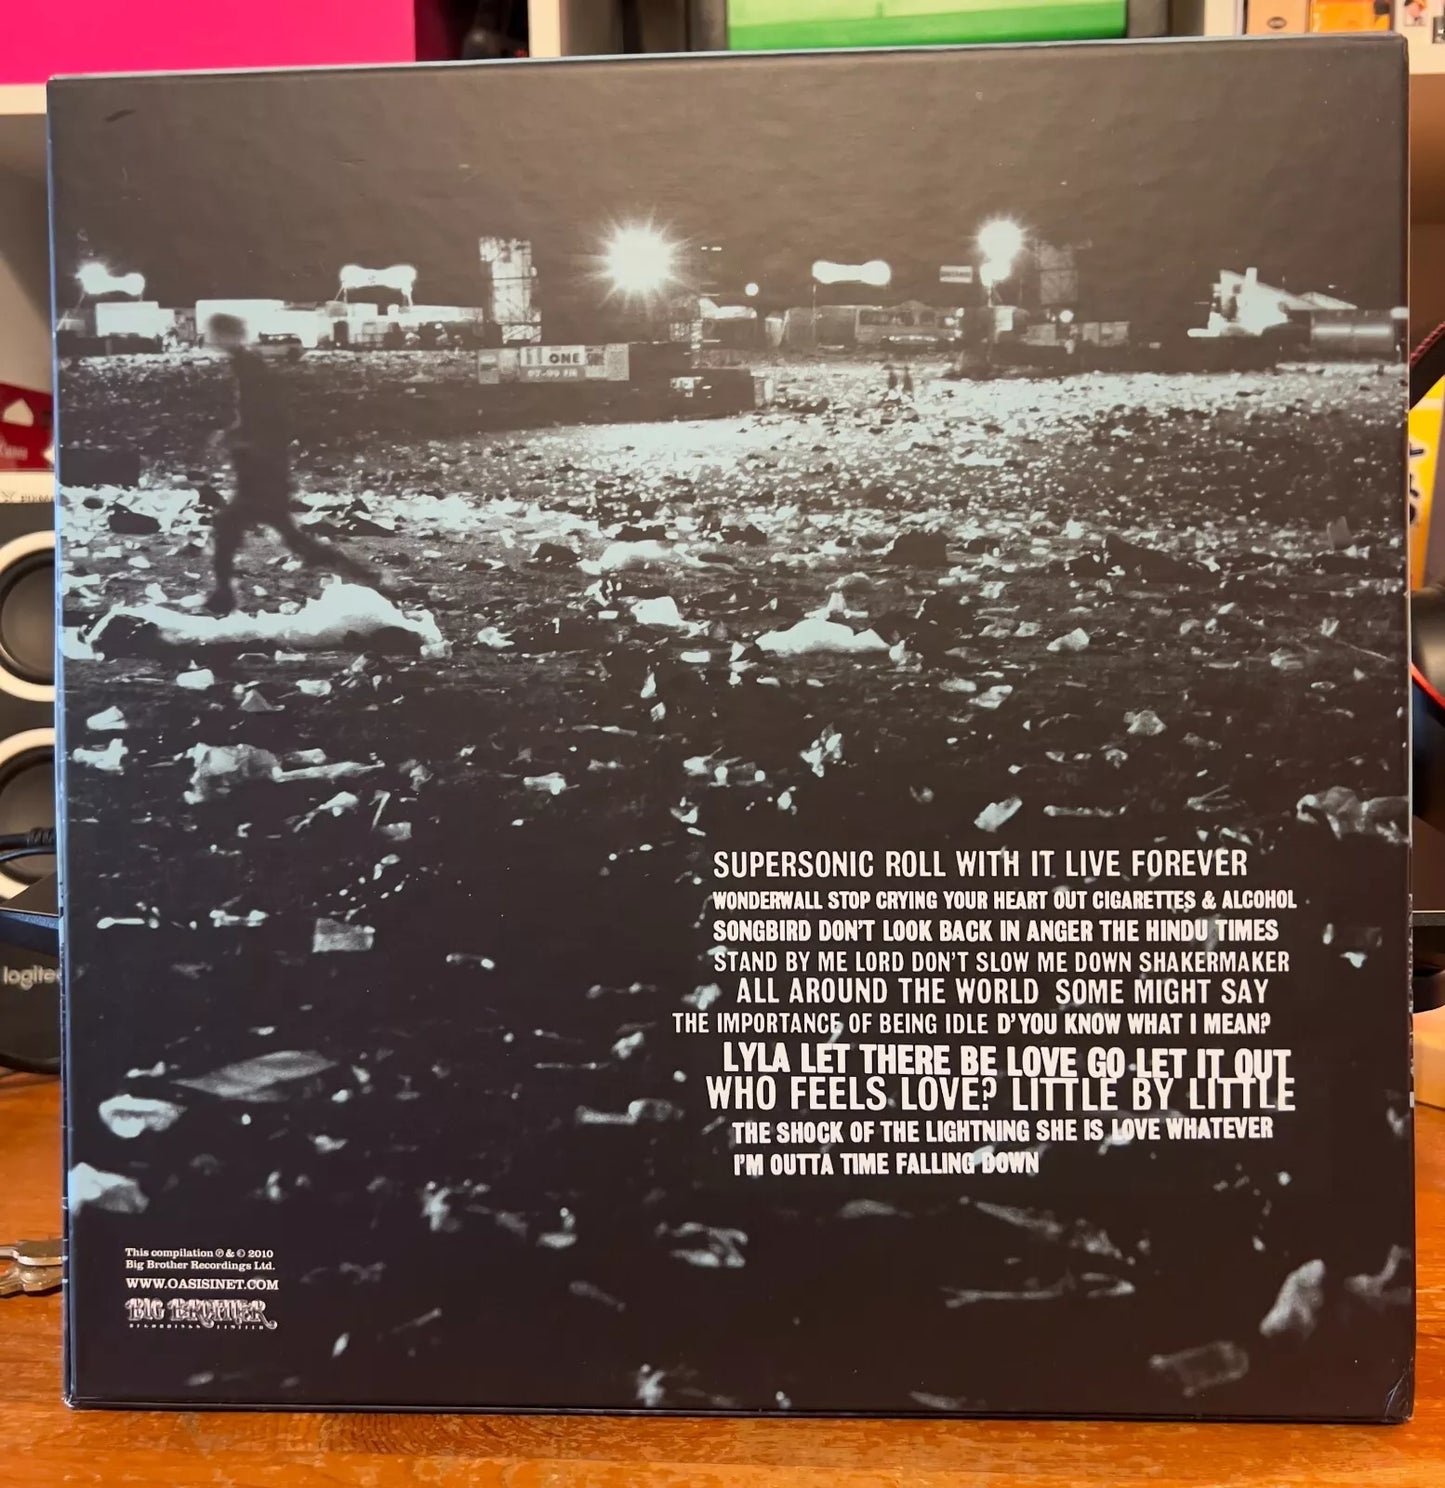 ONE
SUPERSONIC ROLL WITH IT LIVE FOREVER
WONDERWALL STOP CRYING YOUR HEART OUT CIGARETTES & ALCOHOL
SONGBIRD DON'T LOOK BACK IN ANGER THE HINDU TIMES
STAND BY ME LORD DON'T SLOW ME DOWN SHAKERMAKER
ALL AROUND THE WORLD SOME MIGHT SAY
THE IMPORTANCE OF BEING IDLE D'YOU KNOW WHAT I MEAN?
LYLA LET THERE BE LOVE GO LET IT OUT
WHO FEELS LOVE? LITTLE BY LITTLE
THE SHOCK OF THE LIGHTNING SHE IS LOVE WHATEVER
I'M OUTTA TIME FALLING DOWN
logite
This compilation ℗ & © 2010
Big Brother Recordings Ltd.
WWW.OASISINET.COM
BIG BROTHER
RECORDINGS LIMITED